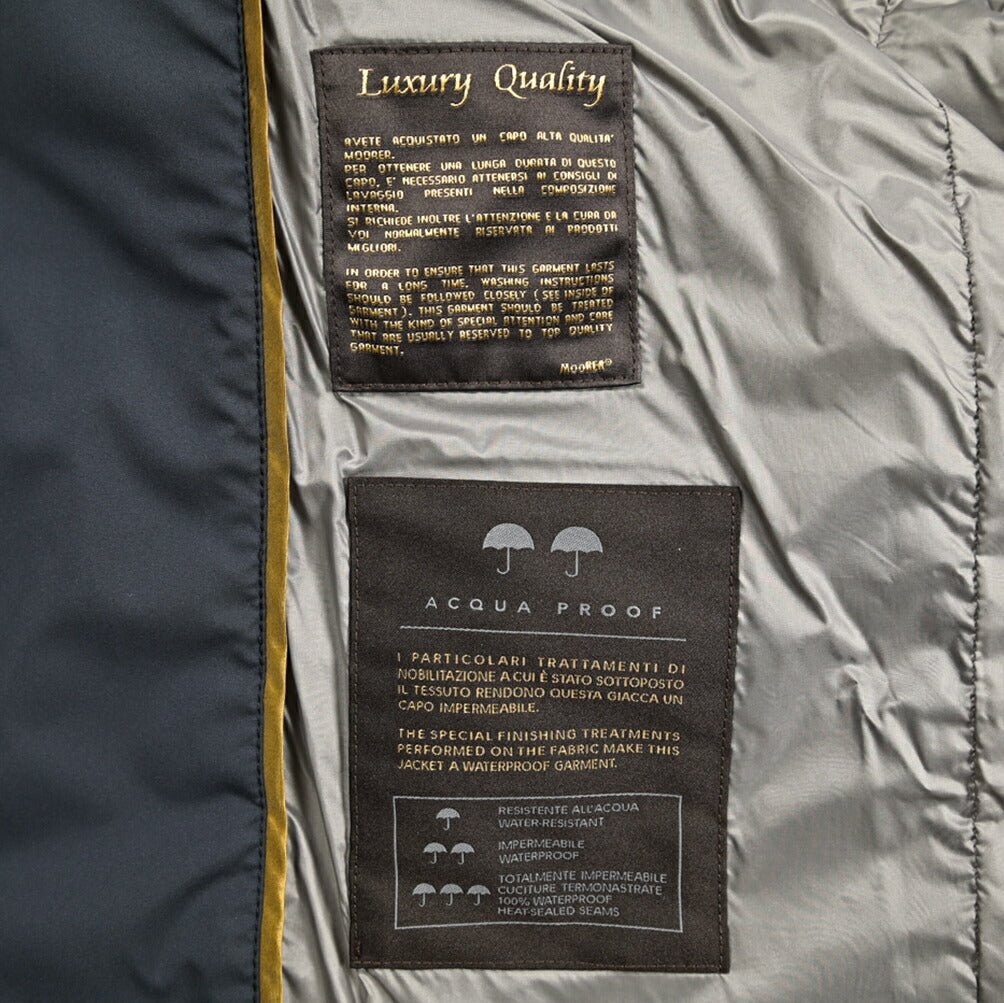 Luxury Quality
AVETE ACQUISTATO UN CAPO ALTA QUALITA'
MOORER.
PER OTTENERE UNA LUNGA DURATA DI QUESTO
CAPO, E' NECESSARIO ATTENERSI AI CONSIGLI DI
LAVAGGIO PRESENTI NELLA COMPOSIZIONE
INTERNA.
SI RICHIEDE INOLTRE L'ATTENZIONE E LA CURA DA
VOI NORMALMENTE RISERVATA AI PRODOTTI
MIGLIORI.
IN ORDER TO ENSURE THAT THIS GARMENT LASTS
FOR A LONG TIME, WASHING INSTRUCTIONS
SHOULD BE FOLLOWED CLOSELY (SEE INSIDE OF
GARMENT). THIS GARMENT SHOULD BE TREATED
WITH THE KIND OF SPECIAL ATTENTION AND CARE
THAT ARE USUALLY RESERVED TO TOP QUALITY
GARMENT.
MOORER®
ACQUA PROOF
I PARTICOLARI TRATTAMENTI DI
NOBILITAZIONE A CUI È STATO SOTTOPOSTO
IL TESSUTO RENDONO QUESTA GIACCA UN
CAPO IMPERMEABILE.
THE SPECIAL FINISHING TREATMENTS
PERFORMED ON THE FABRIC MAKE THIS
JACKET A WATERPROOF GARMENT.
RESISTENTE ALL'ACQUA
WATER-RESISTANT
IMPERMEABILE
WATERPROOF
TOTALMENTE IMPERMEABILE
CUCITURE TERMONASTRATE
100% WATERPROOF
HEAT-SEALED SEAMS